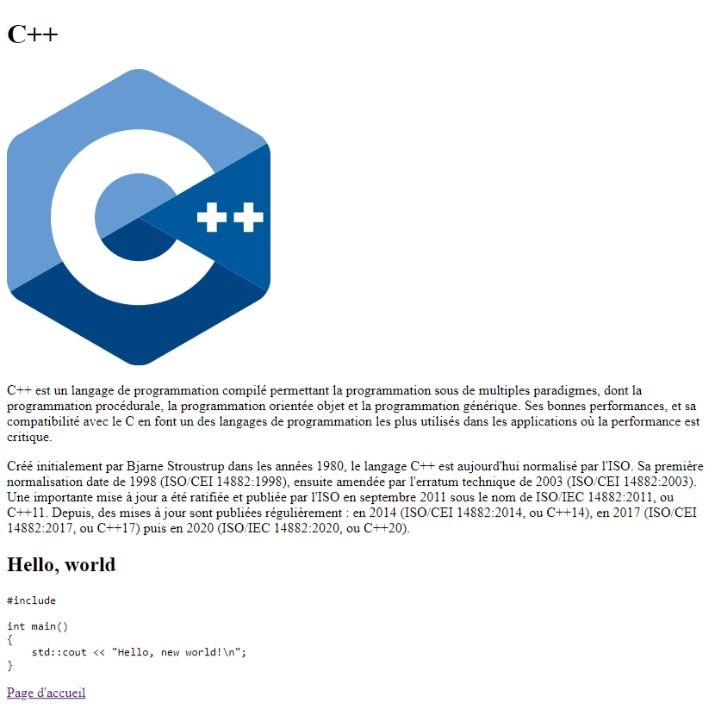 C++
C ++
C++ est un langage de programmation compilé permettant la programmation sous de multiples paradigmes, dont la
programmation procédurale, la programmation orientée objet et la programmation générique. Ses bonnes performances, et sa
compatibilité avec le C en font un des langages de programmation les plus utilisés dans les applications où la performance est
critique.
Créé initialement par Bjarne Stroustrup dans les années 1980, le langage C++ est aujourd'hui normalisé par l'ISO. Sa première
normalisation date de 1998 (ISO/CEI 14882:1998), ensuite amendée par l'erratum technique de 2003 (ISO/CEI 14882:2003).
Une importante mise à jour a été ratifiée et publiée par l'ISO en septembre 2011 sous le nom de ISO/IEC 14882:2011, ou
C++11. Depuis, des mises à jour sont publiées régulièrement : en 2014 (ISO/CEI 14882:2014, ou C++14), en 2017 (ISO/CEI
14882:2017, ou C++17) puis en 2020 (ISO/IEC 14882:2020, ou C++20).
Hello, world
#include
int main()
{
    std::cout << "Hello, new world!\n";
}
Page d'accueil